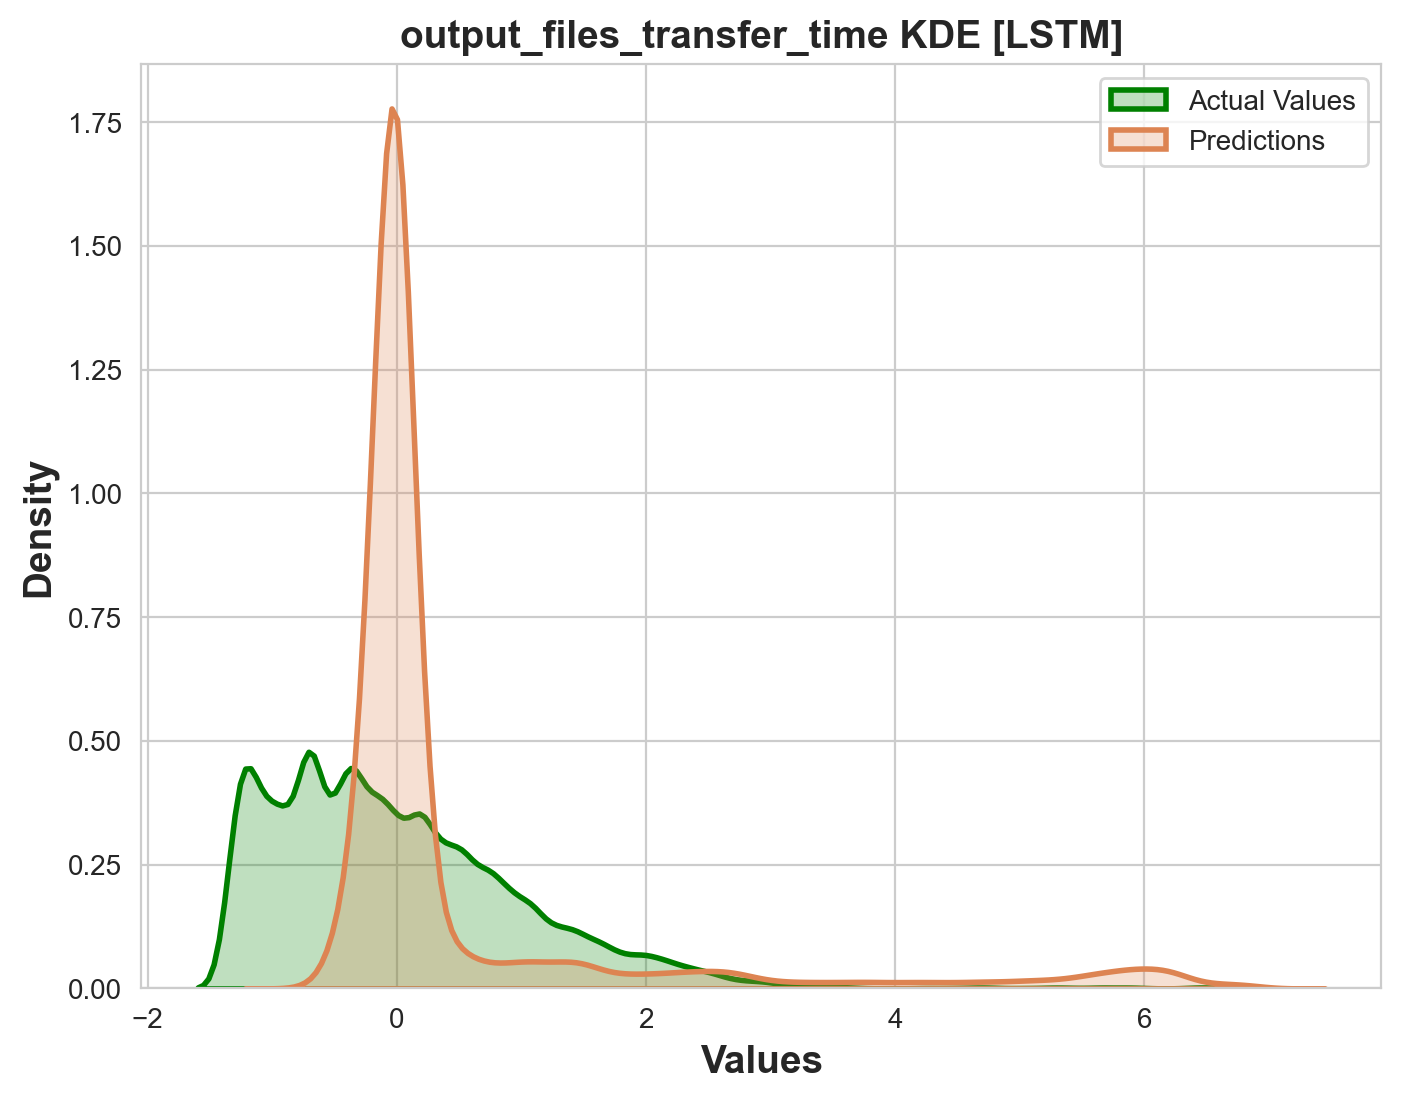 output_files_transfer_time KDE [LSTM]
Actual Values
Predictions
1.75
1.50
1.25
1.00
0.75
0.50
0.25
0.00
Density
−2
0
2
4
6
Values